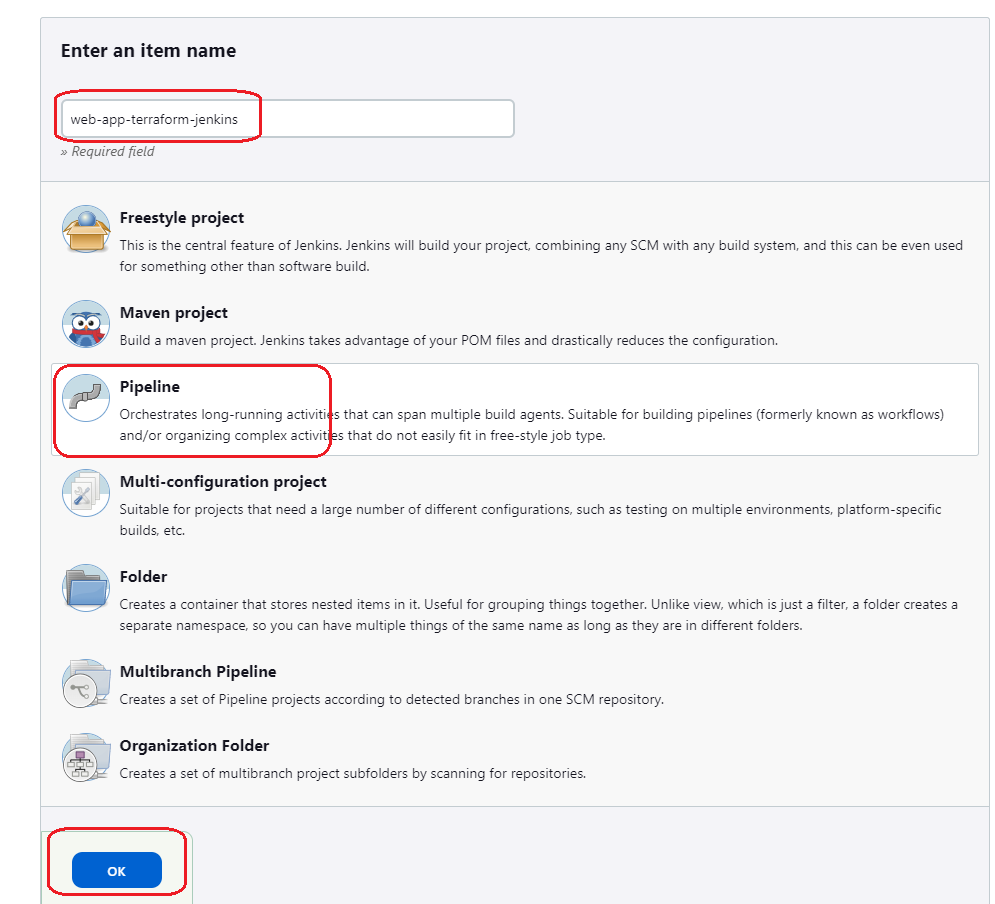 Enter an item name
web-app-terraform-jenkins
» Required field
Freestyle project
This is the central feature of Jenkins. Jenkins will build your project, combining any SCM with any build system, and this can be even used
for something other than software build.
Maven project
Build a maven project. Jenkins takes advantage of your POM files and drastically reduces the configuration.
Pipeline
Orchestrates long-running activities that can span multiple build agents. Suitable for building pipelines (formerly known as workflows)
and/or organizing complex activities that do not easily fit in free-style job type.
Multi-configuration project
Suitable for projects that need a large number of different configurations, such as testing on multiple environments, platform-specific
builds, etc.
Folder
Creates a container that stores nested items in it. Useful for grouping things together. Unlike view, which is just a filter, a folder creates a
separate namespace, so you can have multiple things of the same name as long as they are in different folders.
Multibranch Pipeline
Creates a set of Pipeline projects according to detected branches in one SCM repository.
Organization Folder
Creates a set of multibranch project subfolders by scanning for repositories.
OK